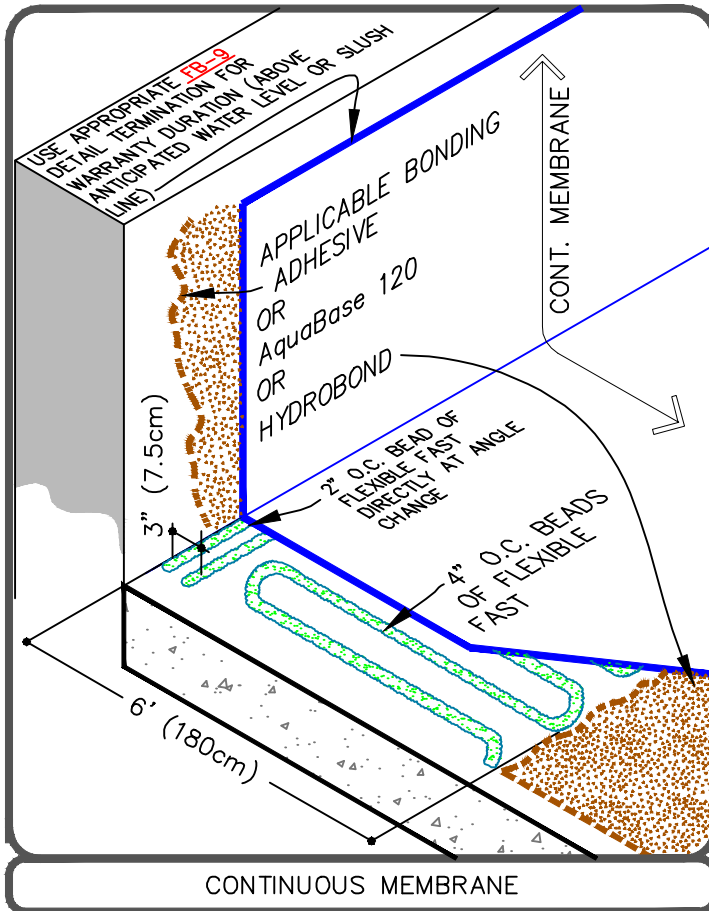 USE APPROPRIATE FB-9
DETAIL TERMINATION FOR
WARRANTY DURATION (ABOVE
ANTICIPATED WATER LEVEL OR SLUSH
LINE)
CONT. MEMBRANE
APPLICABLE BONDING
ADHESIVE
OR
AquaBase 120
OR
HYDROBOND
3" (7.5cm)
2" O.C. BEAD OF
FLEXIBLE FAST
DIRECTLY AT ANGLE
CHANGE
4" O.C. BEADS
OF FLEXIBLE
FAST
6' (180cm)
CONTINUOUS MEMBRANE